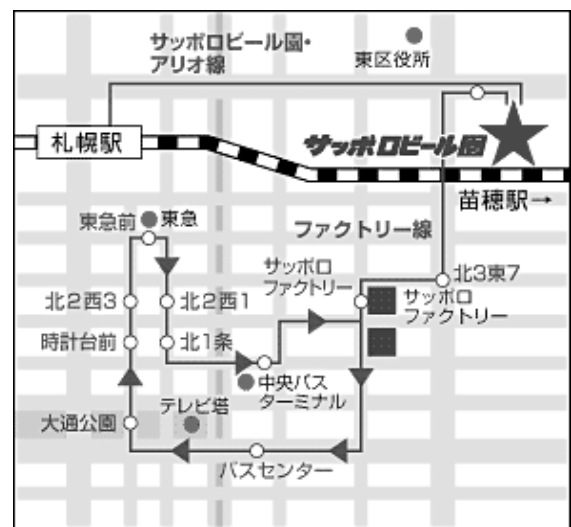 サッポロビール園・
アリオ線
東区役所
札幌駅
サッポロビール園
苗穂駅→
東急前
東急
ファクトリー線
サッポロ
ファクトリー
北3東7
北2西3
北2西1
サッポロ
ファクトリー
時計台前
北1条
中央バス
ターミナル
テレビ塔
大通公園
バスセンター